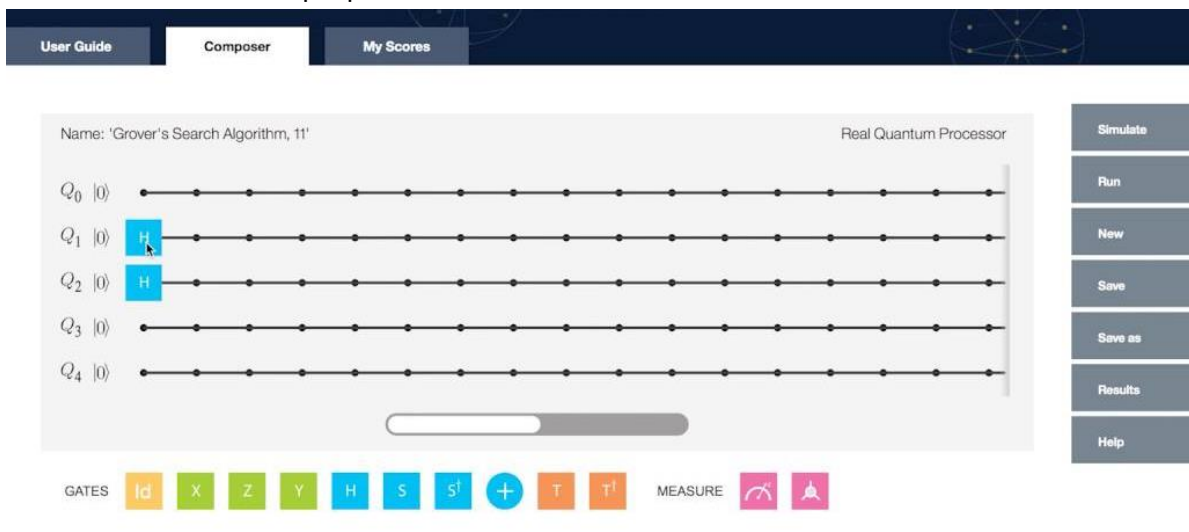 User Guide Composer My Scores
Name: 'Grover's Search Algorithm, 11' Real Quantum Processor
Simulate
Q0 |0⟩
Run
Q1 |0⟩ H
New
Q2 |0⟩ H
Save
Q3 |0⟩
Save as
Q4 |0⟩
Results
Help
GATES Id X Z Y H S S† + T T† MEASURE